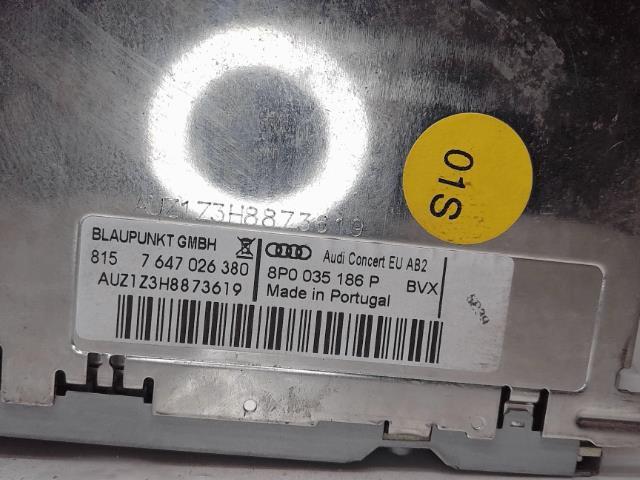 01S
AUZ1Z3H8873619
BLAUPUNKT GMBH
815 7 647 026 380
AUZ1Z3H8873619
Audi Concert EU AB2
8P0 035 186 P BVX
Made in Portugal